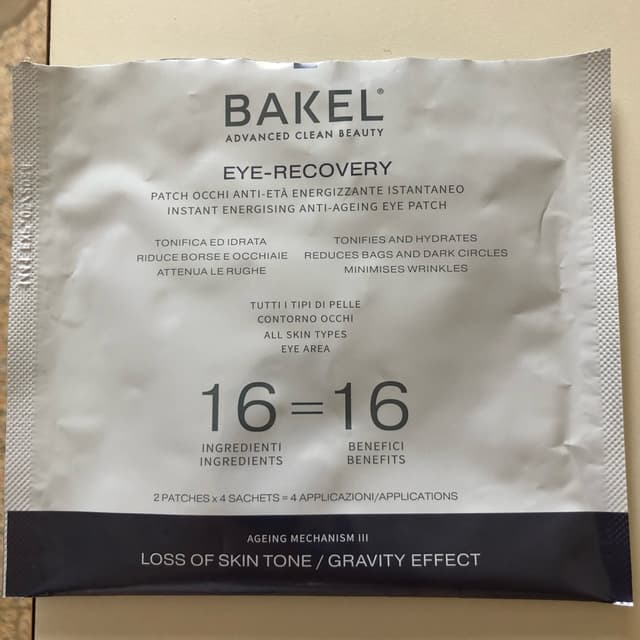 BAKEL®
ADVANCED CLEAN BEAUTY
EYE-RECOVERY
PATCH OCCHI ANTI-ETÀ ENERGIZZANTE ISTANTANEO
INSTANT ENERGISING ANTI-AGEING EYE PATCH
TONIFICA ED IDRATA
RIDUCE BORSE E OCCHIAIE
ATTENUA LE RUGHE
TONIFIES AND HYDRATES
REDUCES BAGS AND DARK CIRCLES
MINIMISES WRINKLES
TUTTI I TIPI DI PELLE
CONTORNO OCCHI
ALL SKIN TYPES
EYE AREA
16=16
INGREDIENTI
INGREDIENTS
BENEFICI
BENEFITS
2 PATCHES x 4 SACHETS = 4 APPLICAZIONI/APPLICATIONS
AGEING MECHANISM III
LOSS OF SKIN TONE / GRAVITY EFFECT